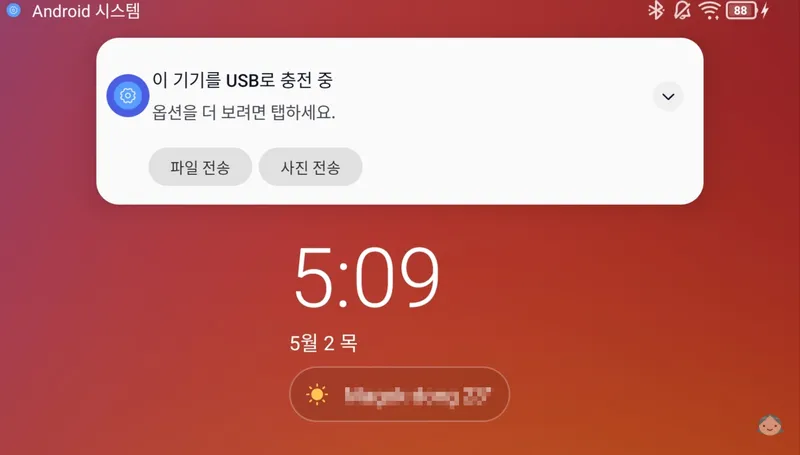 Android 시스템
88
이 기기를 USB로 충전 중
옵션을 더 보려면 탭하세요.
파일 전송
사진 전송
5:09
5월 2 목